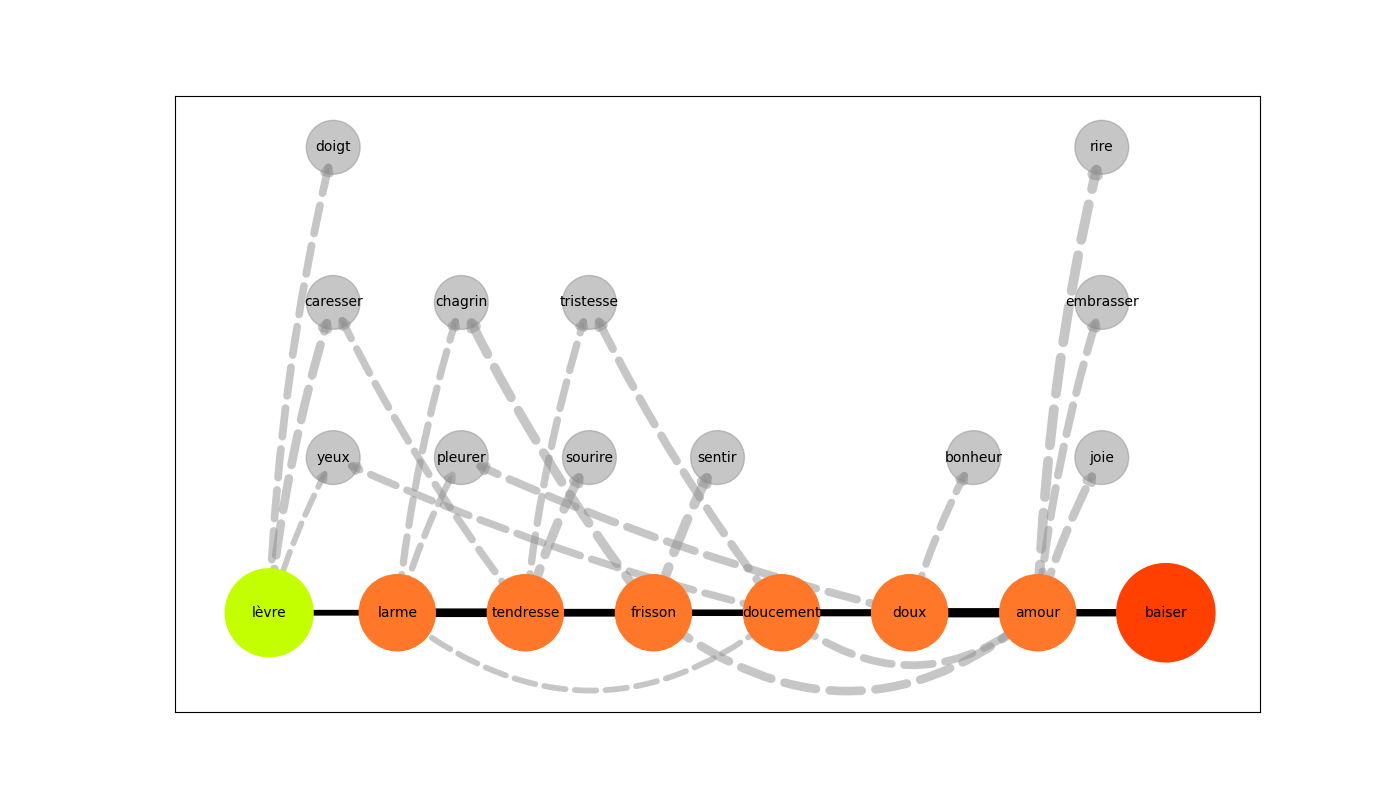 doigt
rire
caresser
chagrin
tristesse
embrasser
yeux
pleurer
sourire
sentir
bonheur
joie
lèvre
larme
tendresse
frisson
doucement
doux
amour
baiser